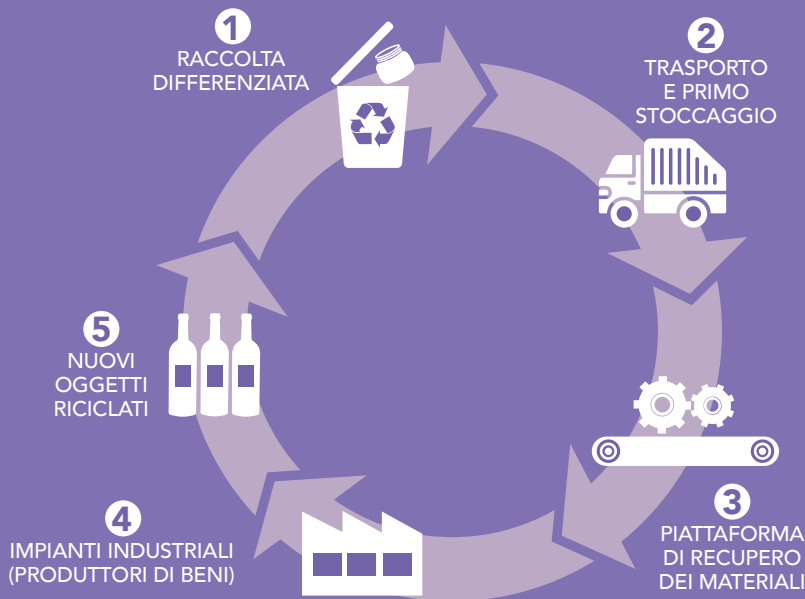 1
RACCOLTA
DIFFERENZIATA
2
TRASPORTO
E PRIMO
STOCCAGGIO
3
PIATTAFORMA
DI RECUPERO
DEI MATERIALI
4
IMPIANTI INDUSTRIALI
(PRODUTTORI DI BENI)
5
NUOVI
OGGETTI
RICICLATI